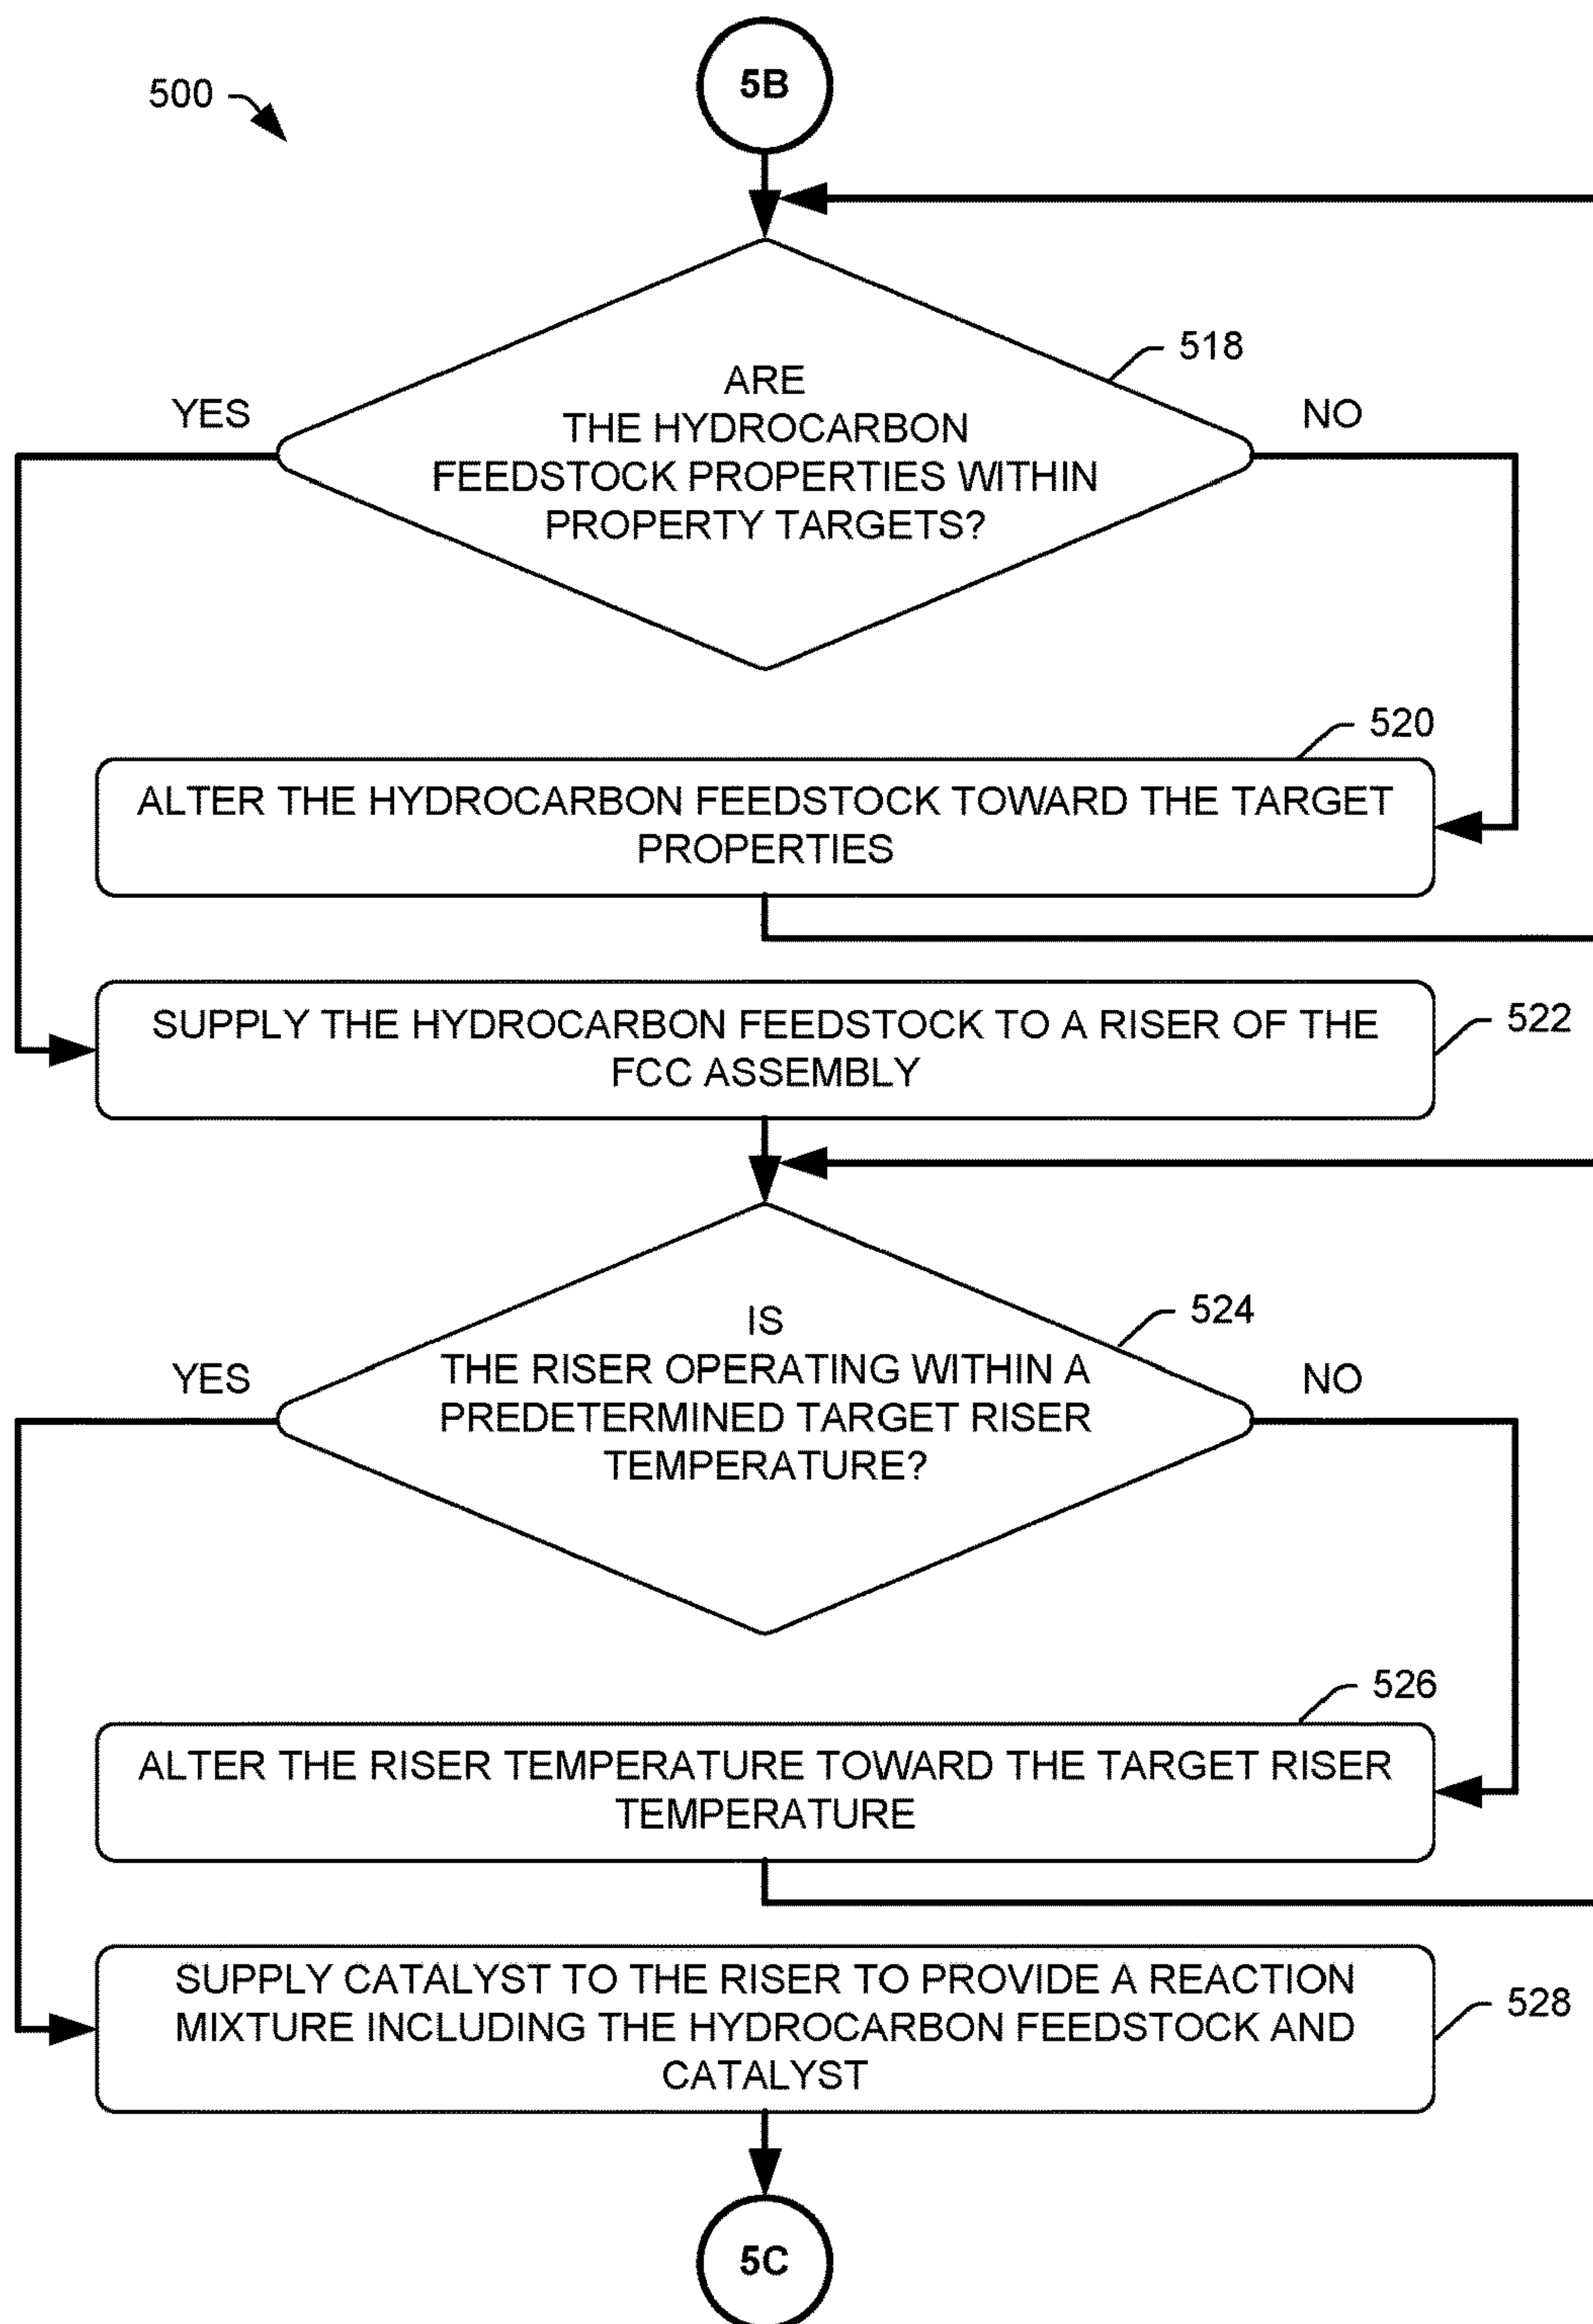 5B
500
518
ARE
THE HYDROCARBON
FEEDSTOCK PROPERTIES WITHIN
PROPERTY TARGETS?
YES
NO
520
ALTER THE HYDROCARBON FEEDSTOCK TOWARD THE TARGET
PROPERTIES
SUPPLY THE HYDROCARBON FEEDSTOCK TO A RISER OF THE
FCC ASSEMBLY
522
524
IS
THE RISER OPERATING WITHIN A
PREDETERMINED TARGET RISER
TEMPERATURE?
YES
NO
526
ALTER THE RISER TEMPERATURE TOWARD THE TARGET RISER
TEMPERATURE
SUPPLY CATALYST TO THE RISER TO PROVIDE A REACTION
MIXTURE INCLUDING THE HYDROCARBON FEEDSTOCK AND
CATALYST
528
5C